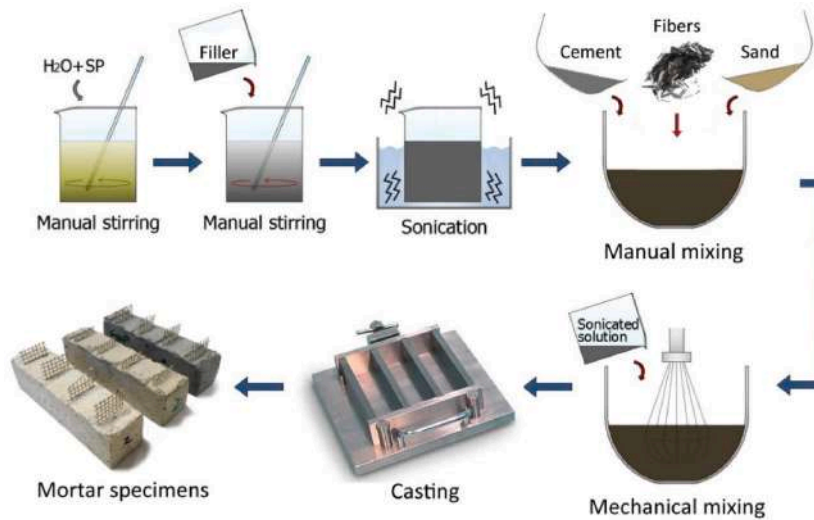 H2O+SP
Filler
Fibers
Cement
Sand
Manual stirring
Manual stirring
Sonication
Manual mixing
Sonicated
solution
Mortar specimens
Casting
Mechanical mixing